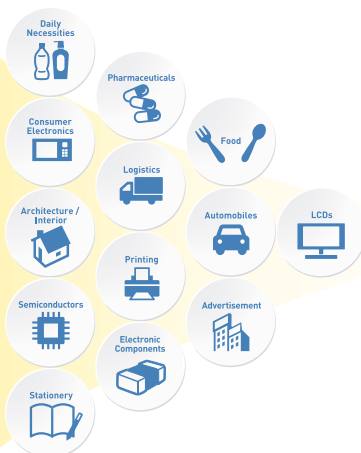 Daily
Necessities
Pharmaceuticals
Consumer
Electronics
Food
Logistics
Architecture /
Interior
Automobiles
LCDs
Printing
Semiconductors
Advertisement
Electronic
Components
Stationery